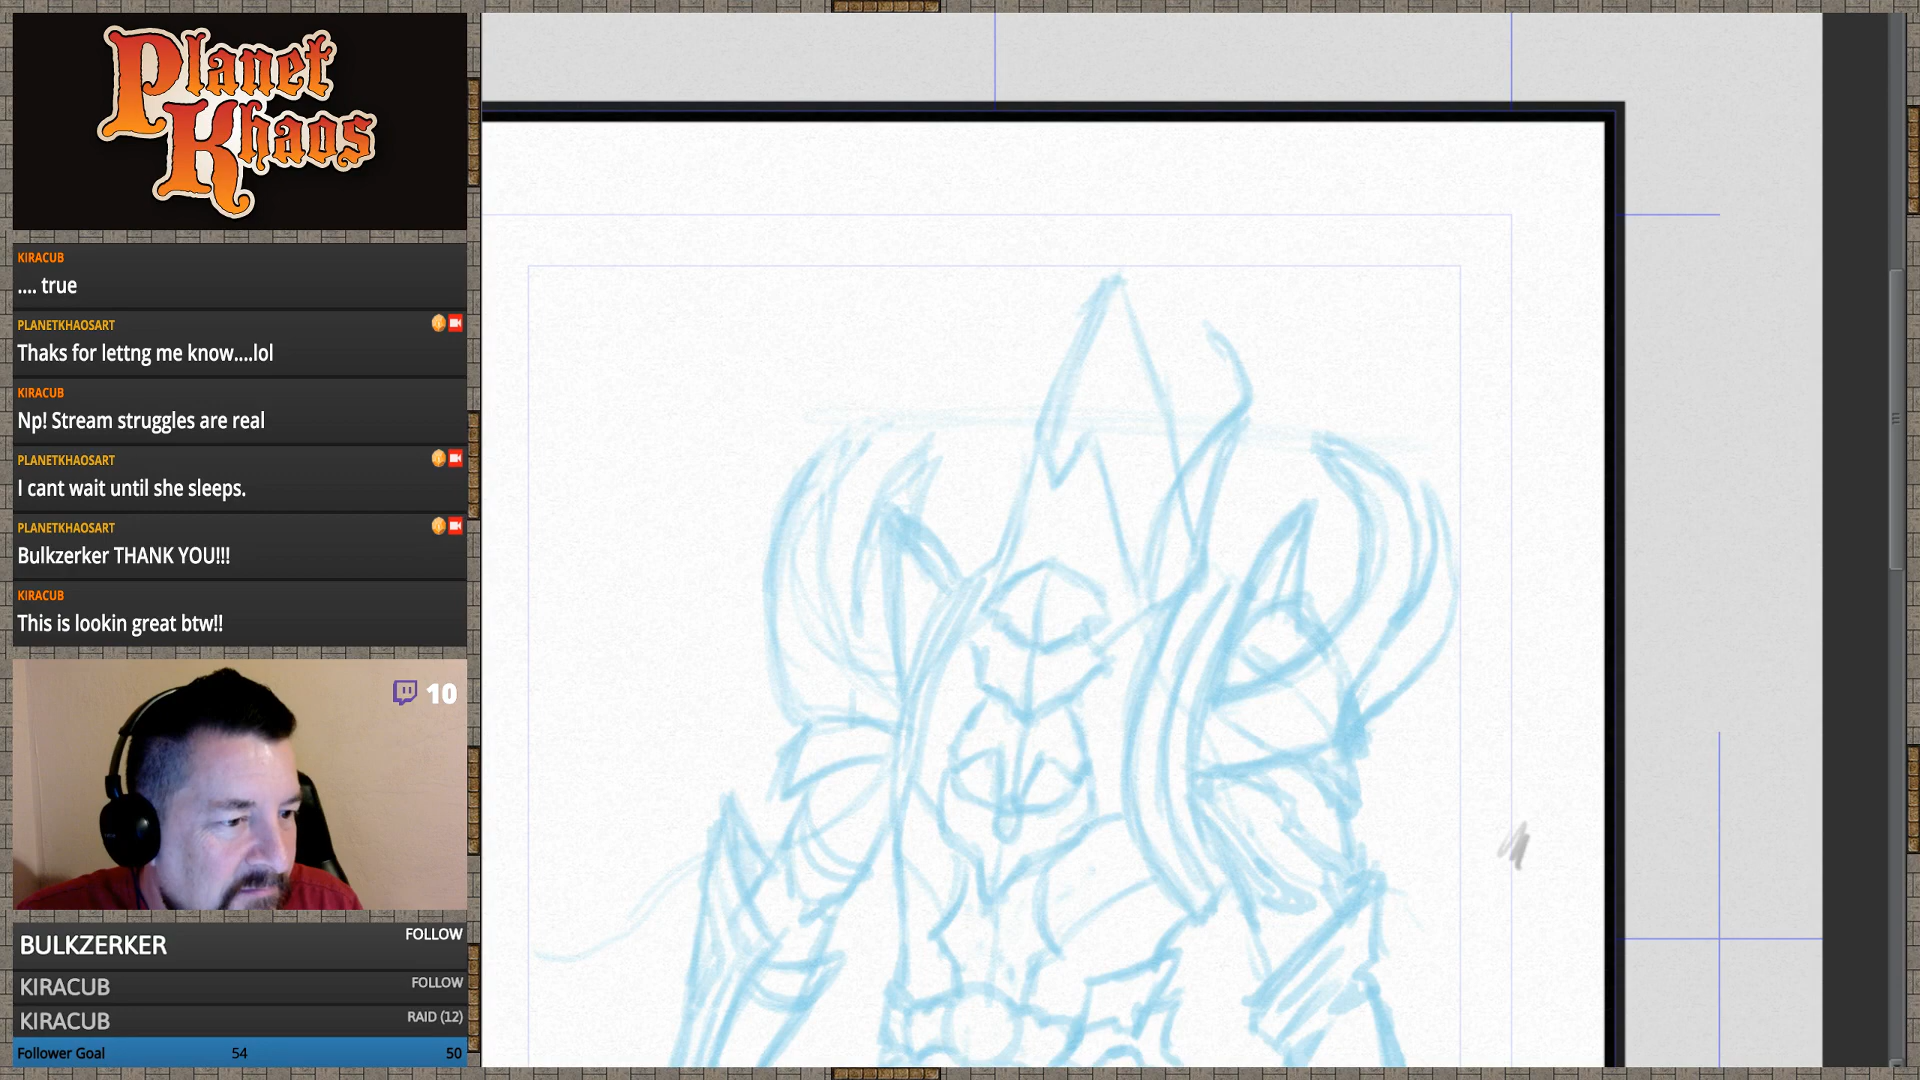 Planet
Khaos
KIRACUB
.... true
PLANETKHAOSART
Thaks for lettng me know....lol
KIRACUB
Np! Stream struggles are real
PLANETKHAOSART
I cant wait until she sleeps.
PLANETKHAOSART
Bulkzerker THANK YOU!!!
KIRACUB
This is lookin great btw!!
10
BULKZERKER FOLLOW
KIRACUB FOLLOW
KIRACUB RAID (12)
Follower Goal 54 50